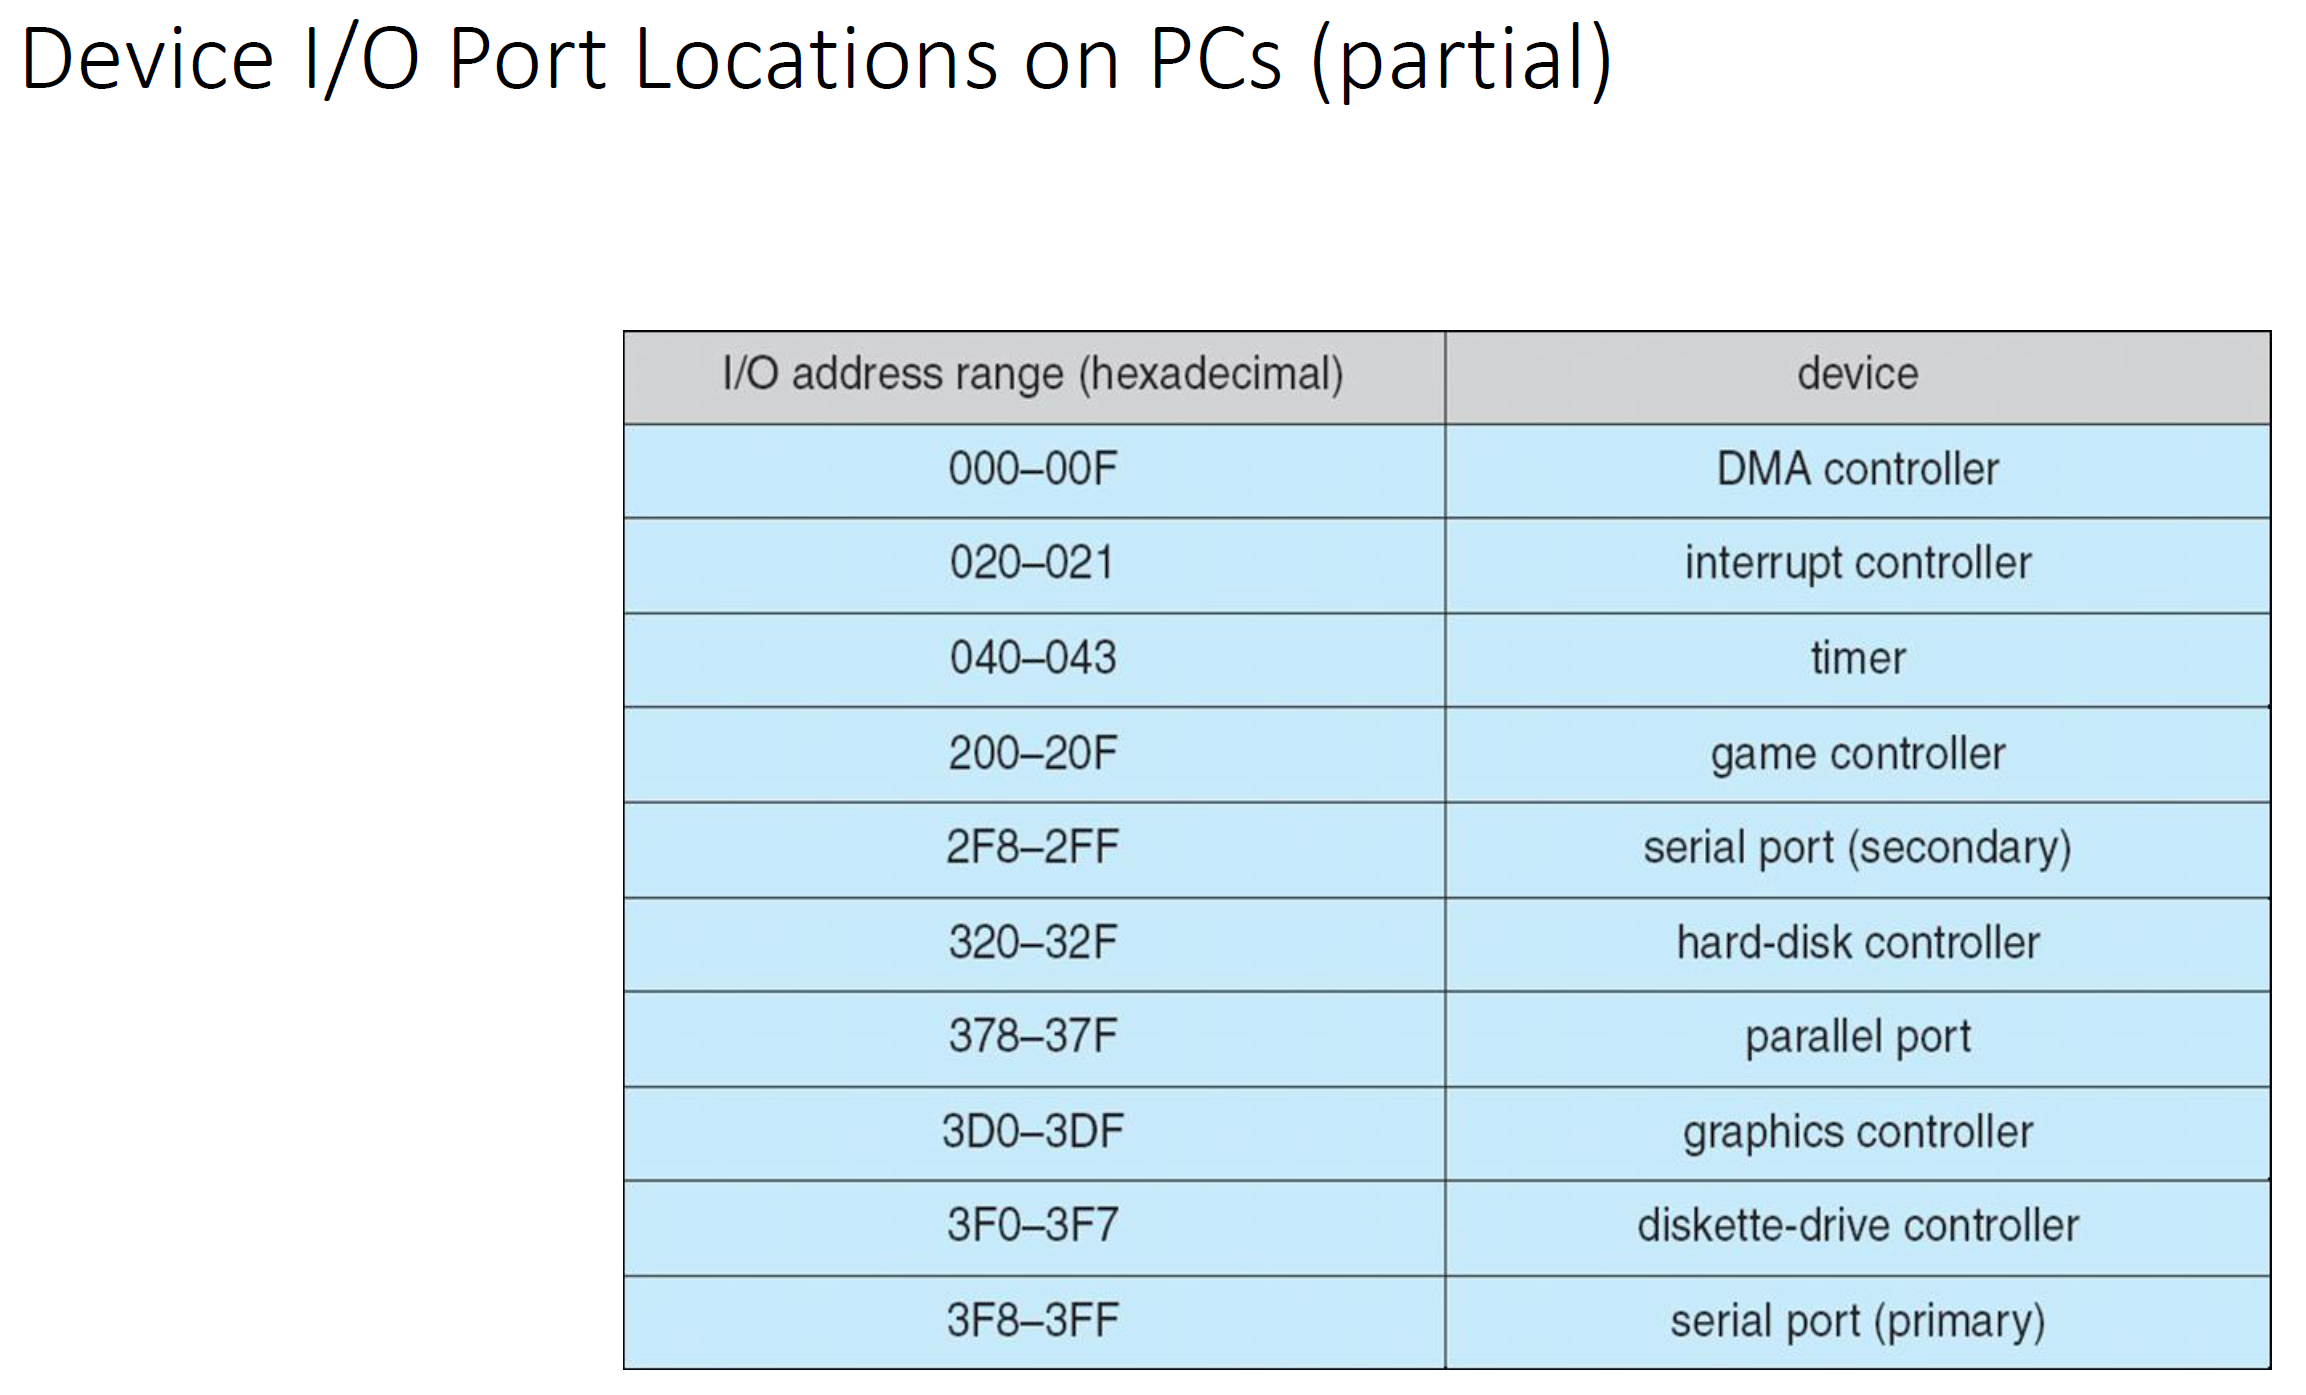 Device I/O Port Locations on PCs (partial)
I/O address range (hexadecimal) device
000–00F DMA controller
020–021 interrupt controller
040–043 timer
200–20F game controller
2F8–2FF serial port (secondary)
320–32F hard-disk controller
378–37F parallel port
3D0–3DF graphics controller
3F0–3F7 diskette-drive controller
3F8–3FF serial port (primary)